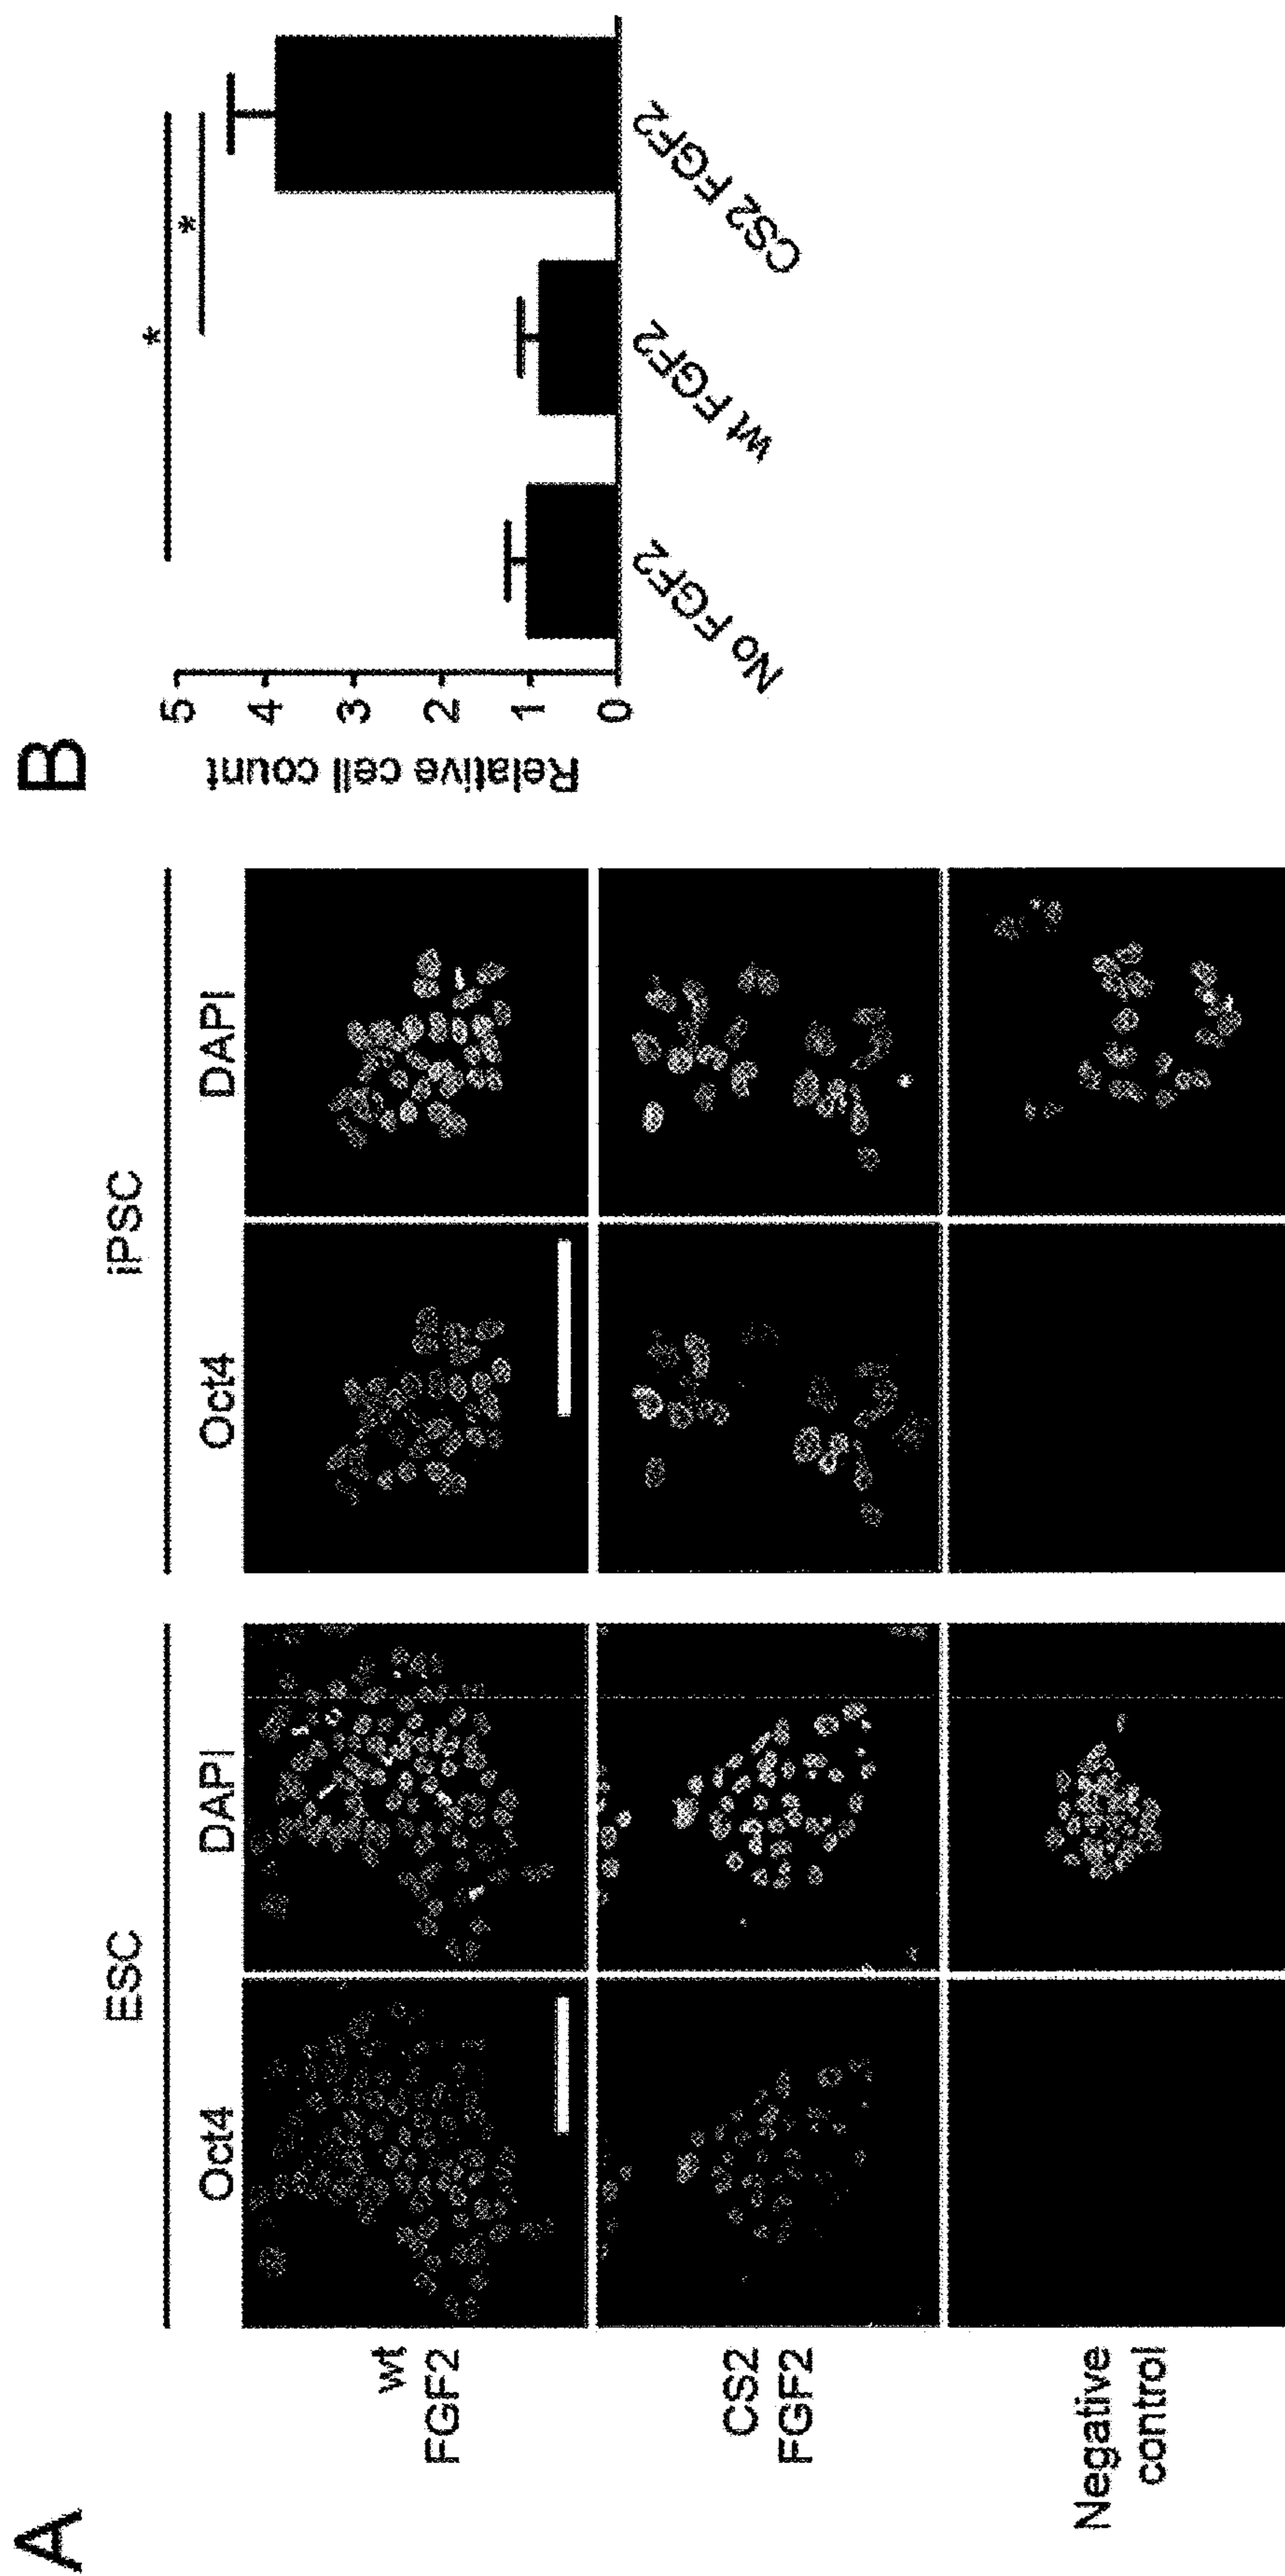 A
ESC
iPSC
Oct4
DAPI
Oct4
DAPI
wt
FGF2
CS2
FGF2
Negative
control
B
Relative cell count
5
4
3
2
1
0
*
*
No FGF2
wt FGF2
CS2 FGF2